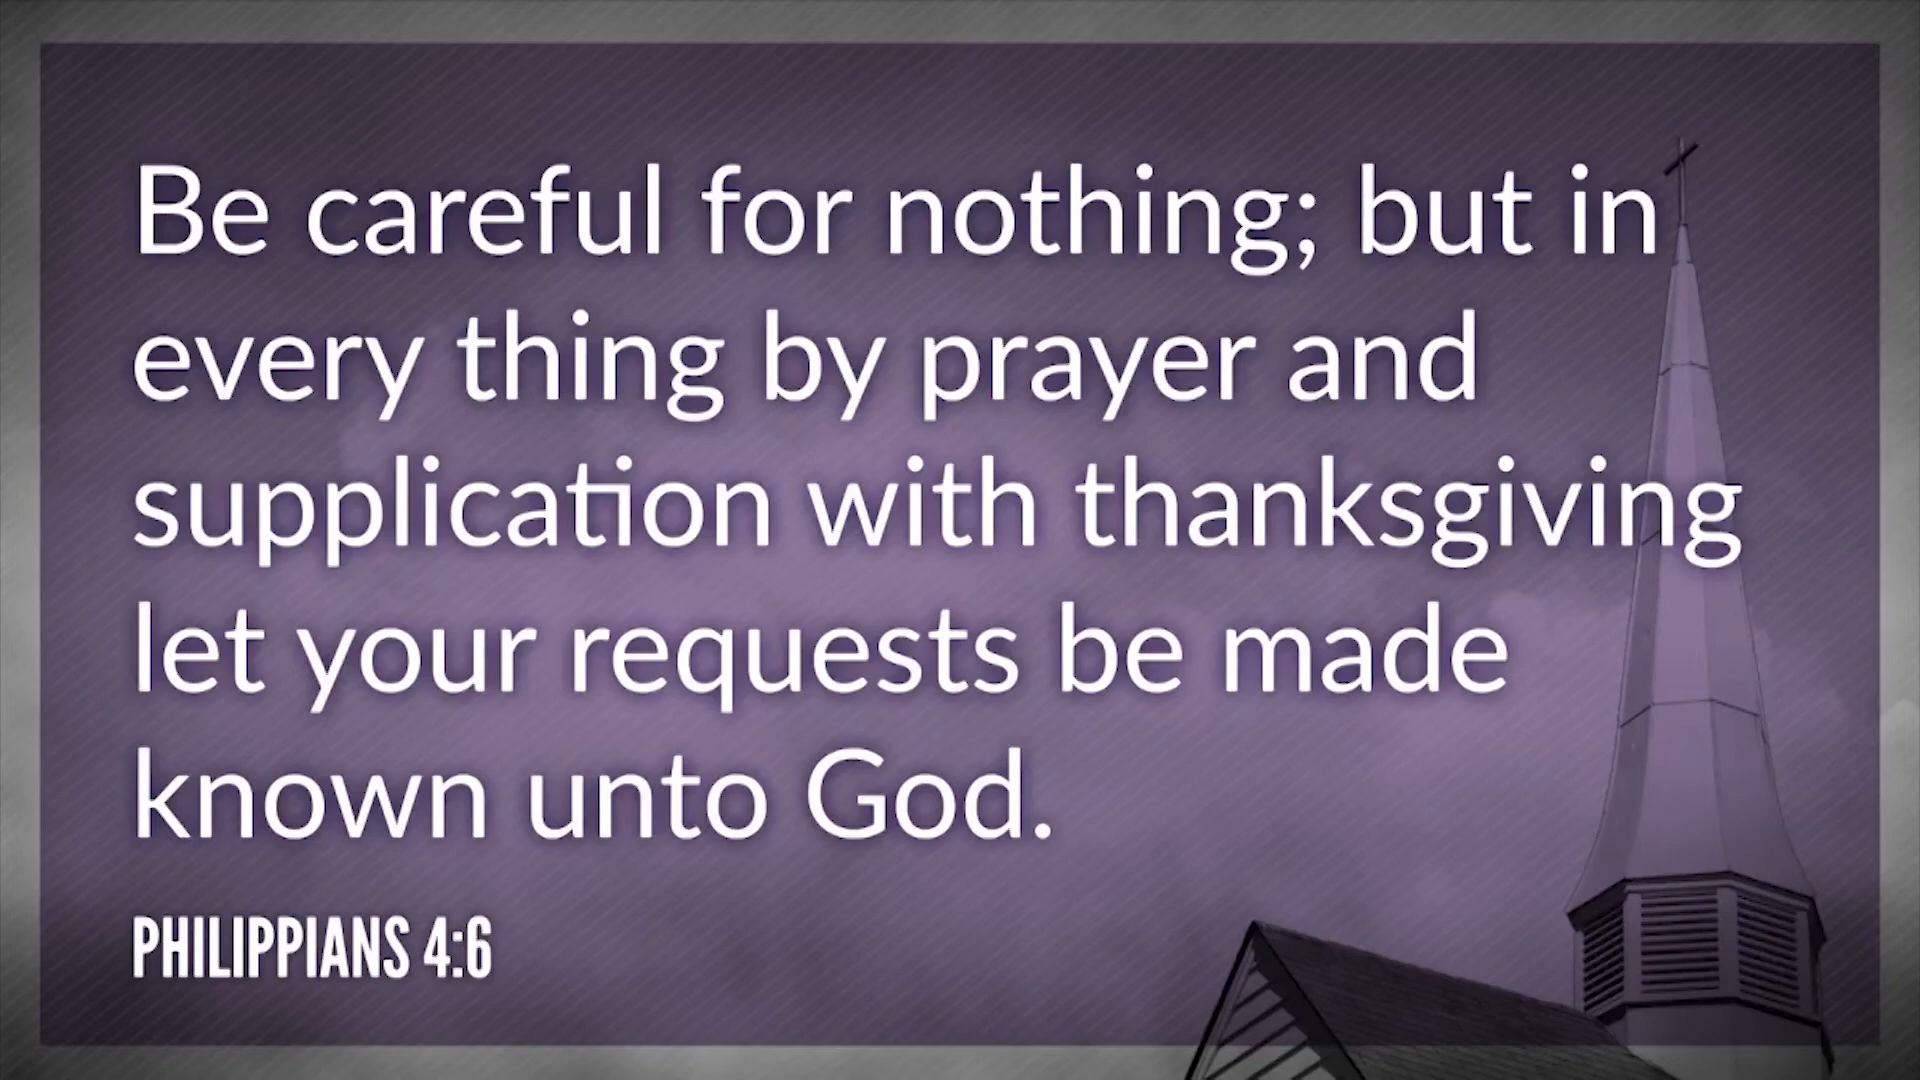 Be careful for nothing; but in
every thing by prayer and
supplication with thanksgiving
let your requests be made
known unto God.
PHILIPPIANS 4:6